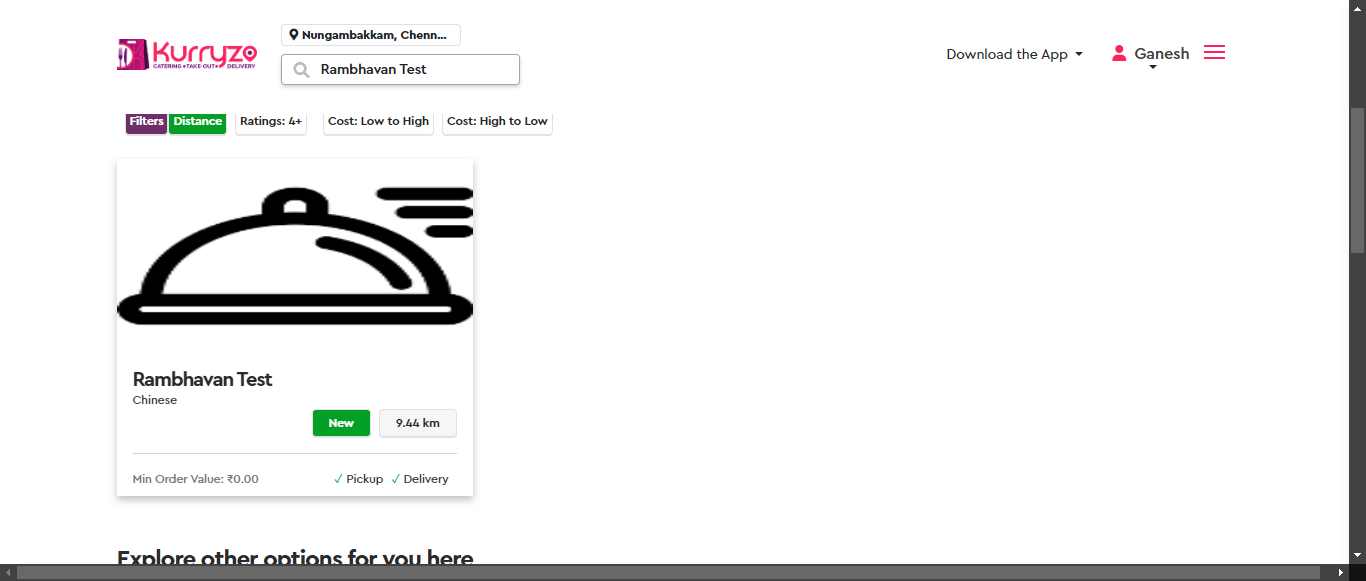 Nungambakkam, Chenn...
Kurryzo
CATERING • TAKE-OUT • DELIVERY
Rambhavan Test
Download the App
Ganesh
Filters
Distance
Ratings: 4+
Cost: Low to High
Cost: High to Low
Rambhavan Test
Chinese
New
9.44 km
Min Order Value: ₹0.00
✓ Pickup ✓ Delivery
Explore other options for you here